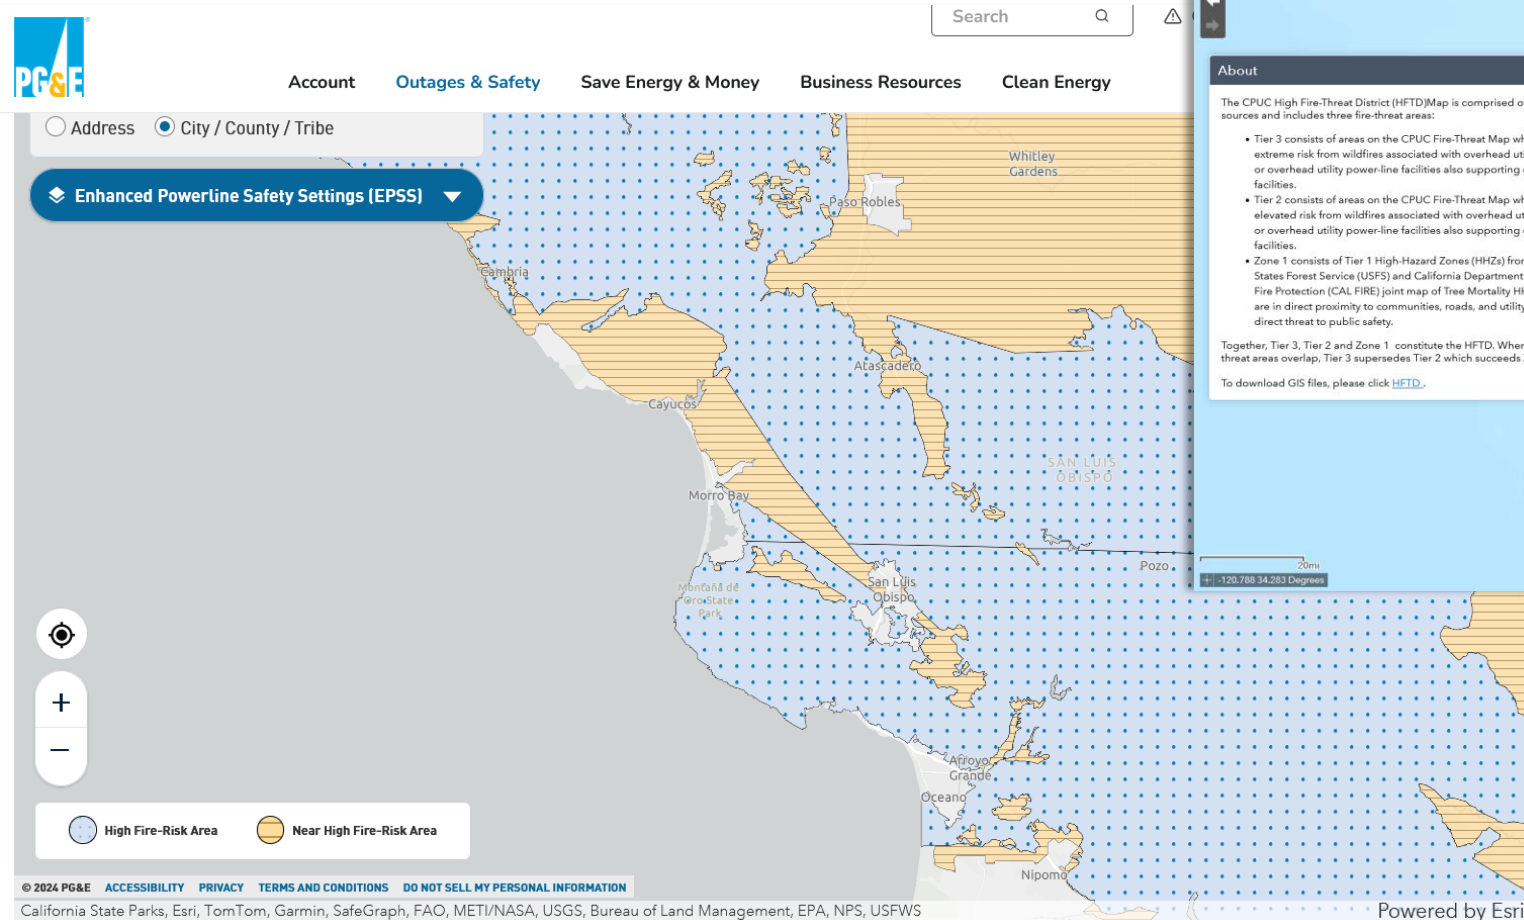 Search
PG&E
Account
Outages & Safety
Save Energy & Money
Business Resources
Clean Energy
Address
City / County / Tribe
Enhanced Powerline Safety Settings (EPSS)
Whitley
Gardens
Paso Robles
Cambria
Atascadero
Cayucos
SAN LUIS
OBISPO
Morro Bay
Pozo
San Luis
Obispo
Montaña de
Oro State
Park
Arroyo
Grande
Oceano
Nipomo
High Fire-Risk Area
Near High Fire-Risk Area
© 2024 PG&E
ACCESSIBILITY
PRIVACY
TERMS AND CONDITIONS
DO NOT SELL MY PERSONAL INFORMATION
California State Parks, Esri, TomTom, Garmin, SafeGraph, FAO, METI/NASA, USGS, Bureau of Land Management, EPA, NPS, USFWS
Powered by Esri
About
The CPUC High Fire-Threat District (HFTD)Map is comprised
sources and includes three fire-threat areas:
• Tier 3 consists of areas on the CPUC Fire-Threat Map
extreme risk from wildfires associated with overhead
or overhead utility power-line facilities also supporting
facilities.
• Tier 2 consists of areas on the CPUC Fire-Threat Map
elevated risk from wildfires associated with overhead
or overhead utility power-line facilities also supporting
facilities.
• Zone 1 consists of Tier 1 High-Hazard Zones (HHZs)
States Forest Service (USFS) and California Department
Fire Protection (CAL FIRE) joint map of Tree Mortality
are in direct proximity to communities, roads, and utility
direct threat to public safety.
Together, Tier 3, Tier 2 and Zone 1 constitute the HFTD.
threat areas overlap, Tier 3 supersedes Tier 2 which succeeds
To download GIS files, please click HFTD .
20mi
-120.788 34.283 Degrees